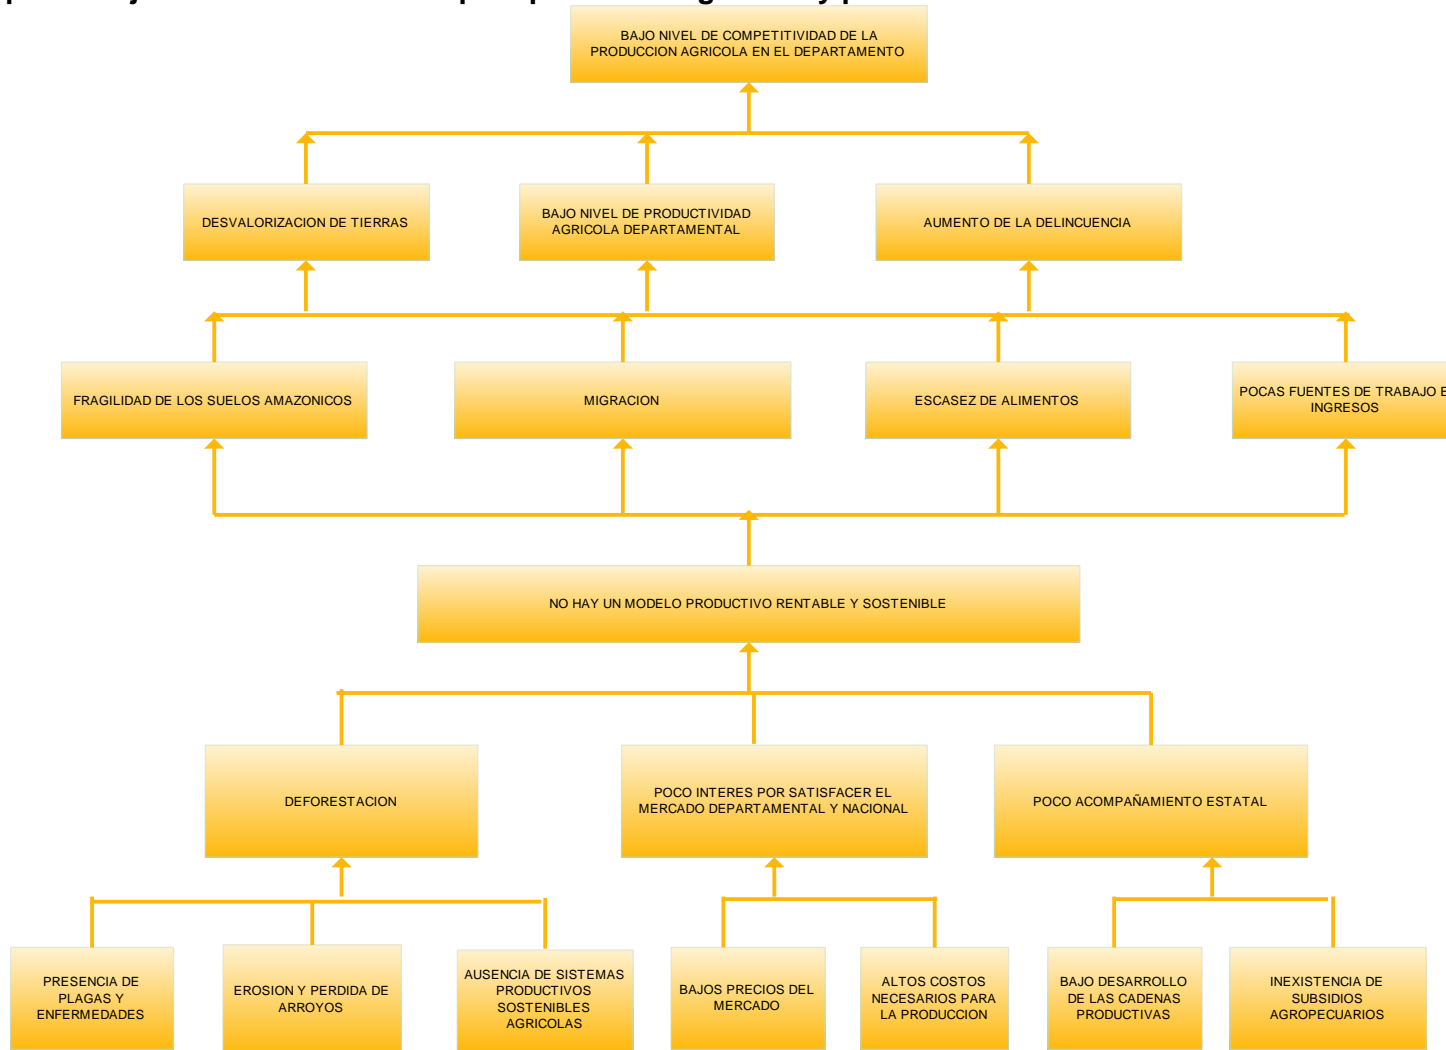 BAJO NIVEL DE COMPETITIVIDAD DE LA
PRODUCCION AGRICOLA EN EL DEPARTAMENTO
DESVALORIZACION DE TIERRAS
BAJO NIVEL DE PRODUCTIVIDAD
AGRICOLA DEPARTAMENTAL
AUMENTO DE LA DELINCUENCIA
FRAGILIDAD DE LOS SUELOS AMAZONICOS
MIGRACION
ESCASEZ DE ALIMENTOS
POCAS FUENTES DE TRABAJO E
INGRESOS
NO HAY UN MODELO PRODUCTIVO RENTABLE Y SOSTENIBLE
DEFORESTACION
POCO INTERES POR SATISFACER EL
MERCADO DEPARTAMENTAL Y NACIONAL
POCO ACOMPAÑAMIENTO ESTATAL
PRESENCIA DE
PLAGAS Y
ENFERMEDADES
EROSION Y PERDIDA DE
ARROYOS
AUSENCIA DE SISTEMAS
PRODUCTIVOS
SOSTENIBLES
AGRICOLAS
BAJOS PRECIOS DEL
MERCADO
ALTOS COSTOS
NECESARIOS PARA
LA PRODUCCION
BAJO DESARROLLO
DE LAS CADENAS
PRODUCTIVAS
INEXISTENCIA DE
SUBSIDIOS
AGROPECUARIOS